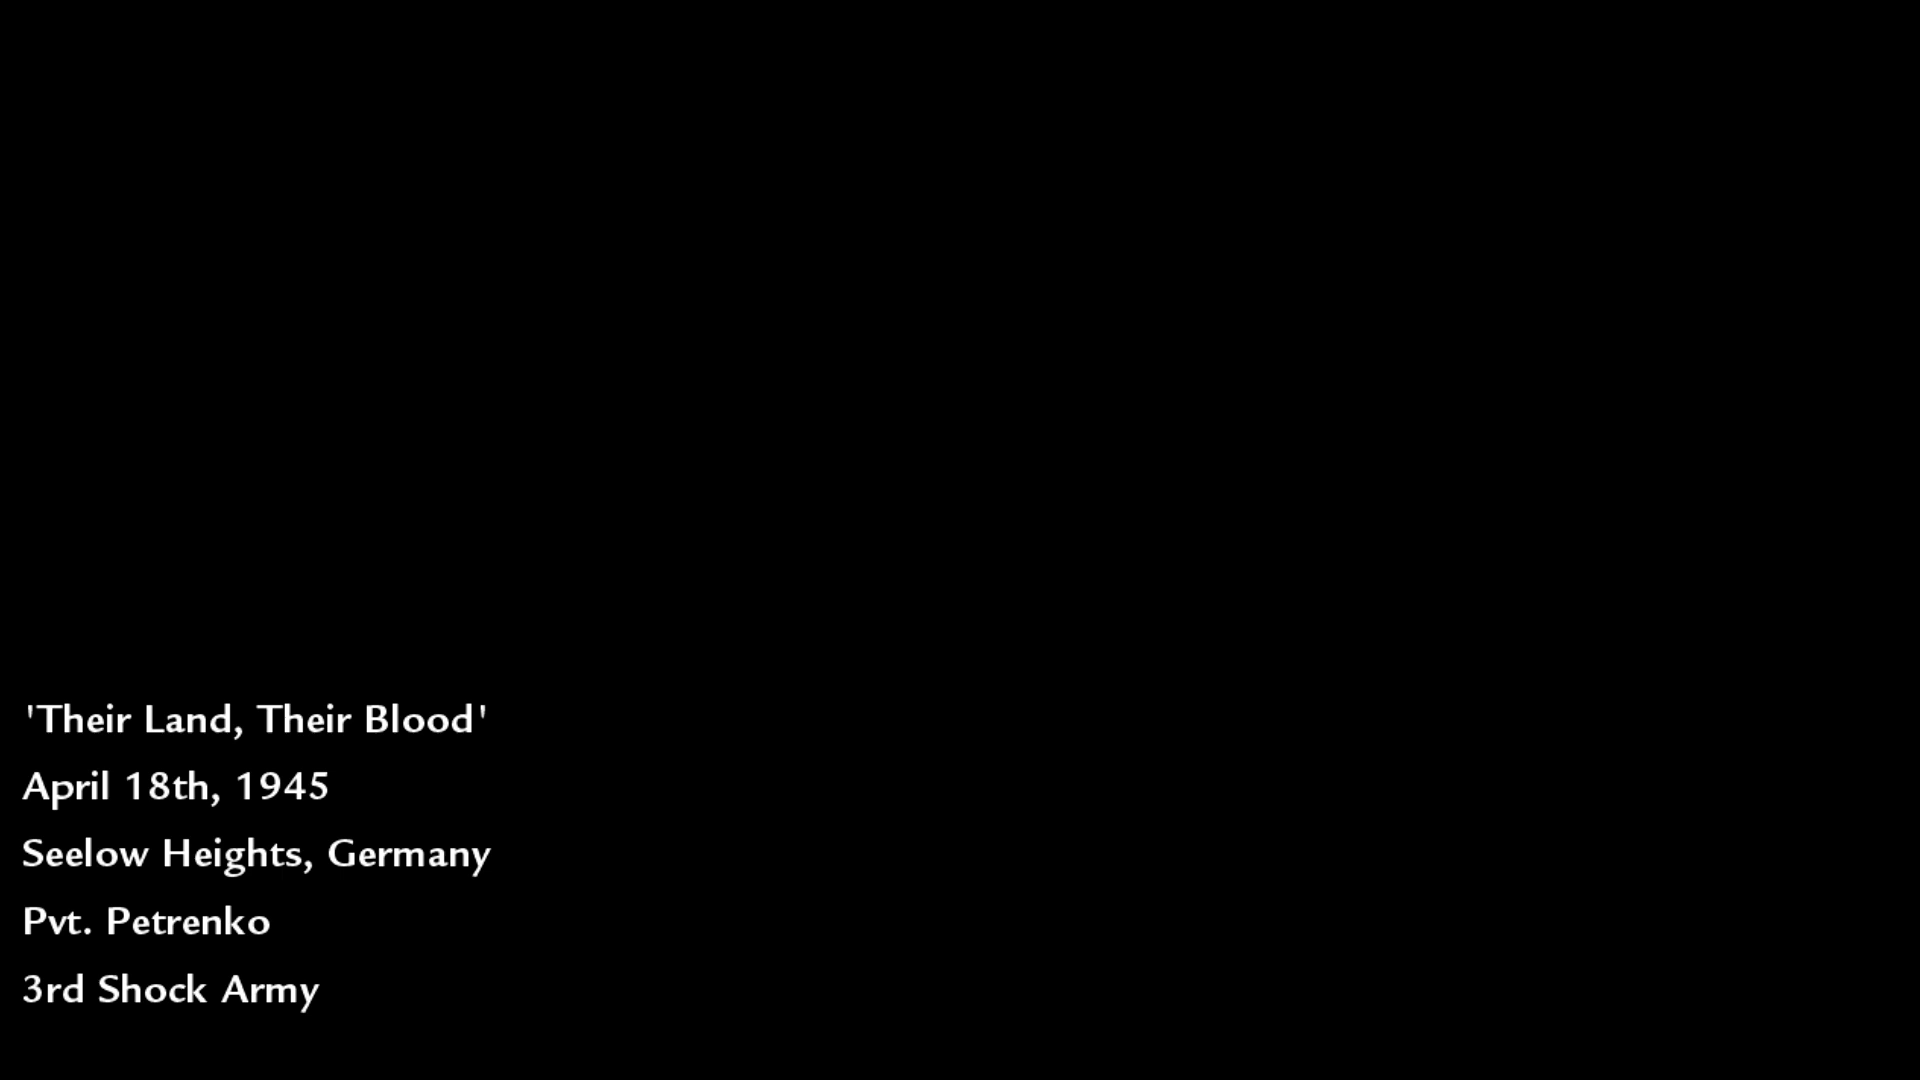 'Their Land, Their Blood'
April 18th, 1945
Seelow Heights, Germany
Pvt. Petrenko
3rd Shock Army